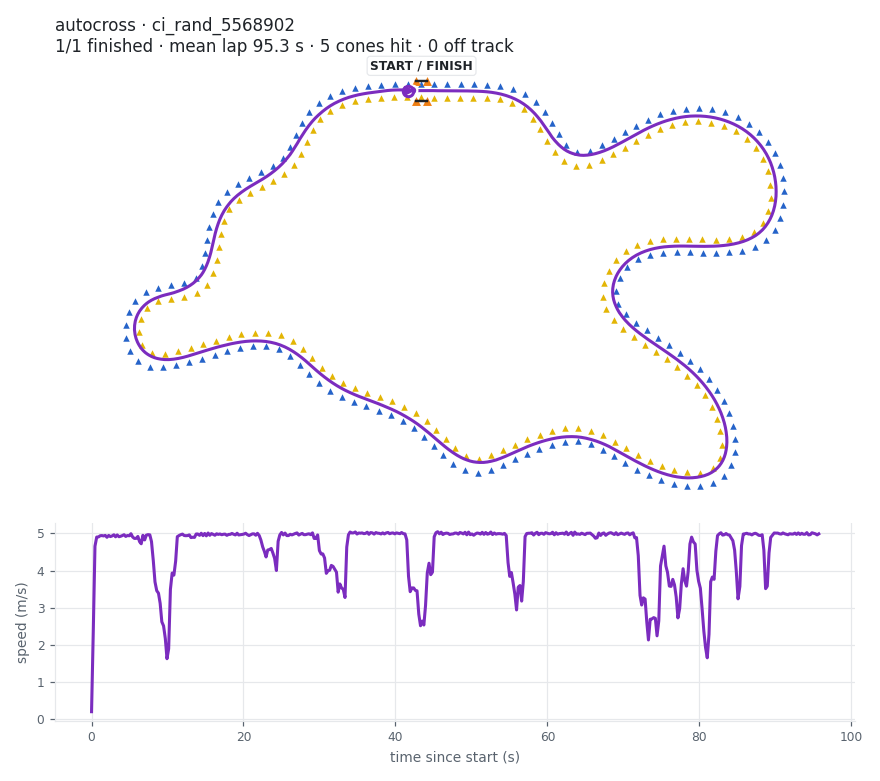 autocross · ci_rand_5568902
1/1 finished · mean lap 95.3 s · 5 cones hit · 0 off track
START / FINISH
5
4
3
2
1
0
speed (m/s)
0 20 40 60 80 100
time since start (s)